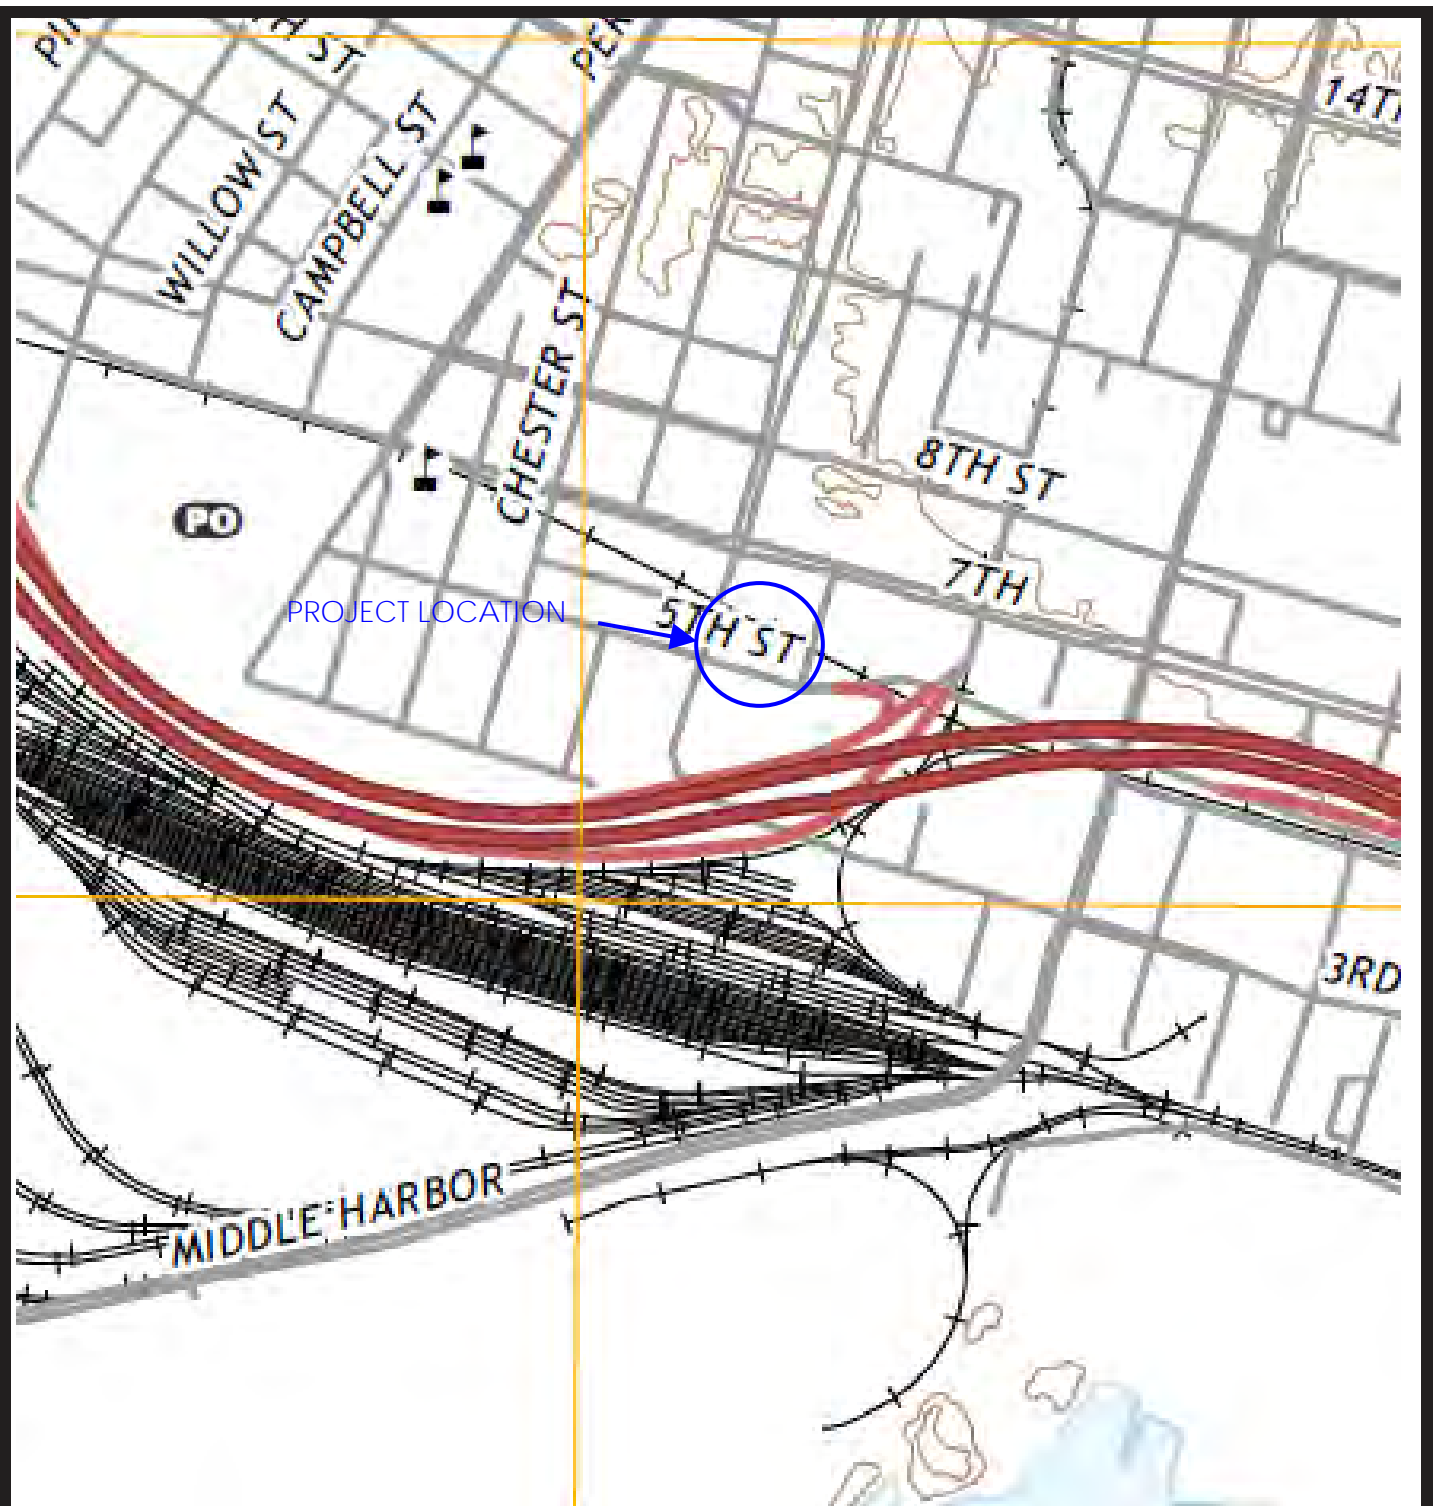 WILLOW ST
CAMPBELL ST
CHESTER ST
8TH ST
7TH
PO
PROJECT LOCATION
5TH ST
3RD
MIDDLE HARBOR